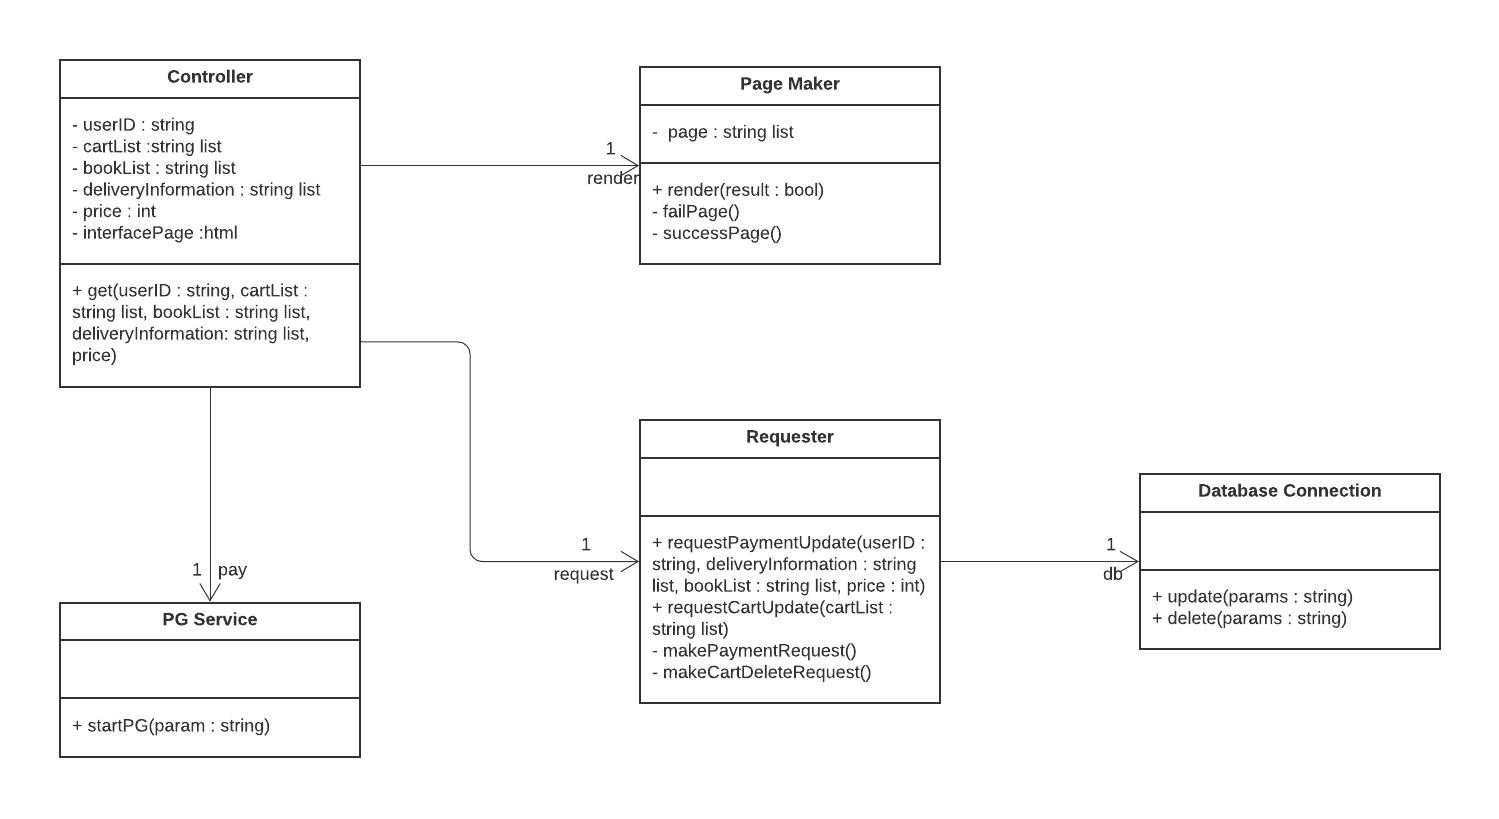 Controller
- userID : string
- cartList :string list
- bookList : string list
- deliveryInformation : string list
- price : int
- interfacePage :html
+ get(userID : string, cartList :
string list, bookList : string list,
deliveryInformation: string list,
price)
1
render
Page Maker
-  page : string list
+ render(result : bool)
- failPage()
- successPage()
1
request
Requester
+ requestPaymentUpdate(userID :
string, deliveryInformation : string
list, bookList : string list, price : int)
+ requestCartUpdate(cartList :
string list)
- makePaymentRequest()
- makeCartDeleteRequest()
1
db
Database Connection
+ update(params : string)
+ delete(params : string)
1 pay
PG Service
+ startPG(param : string)